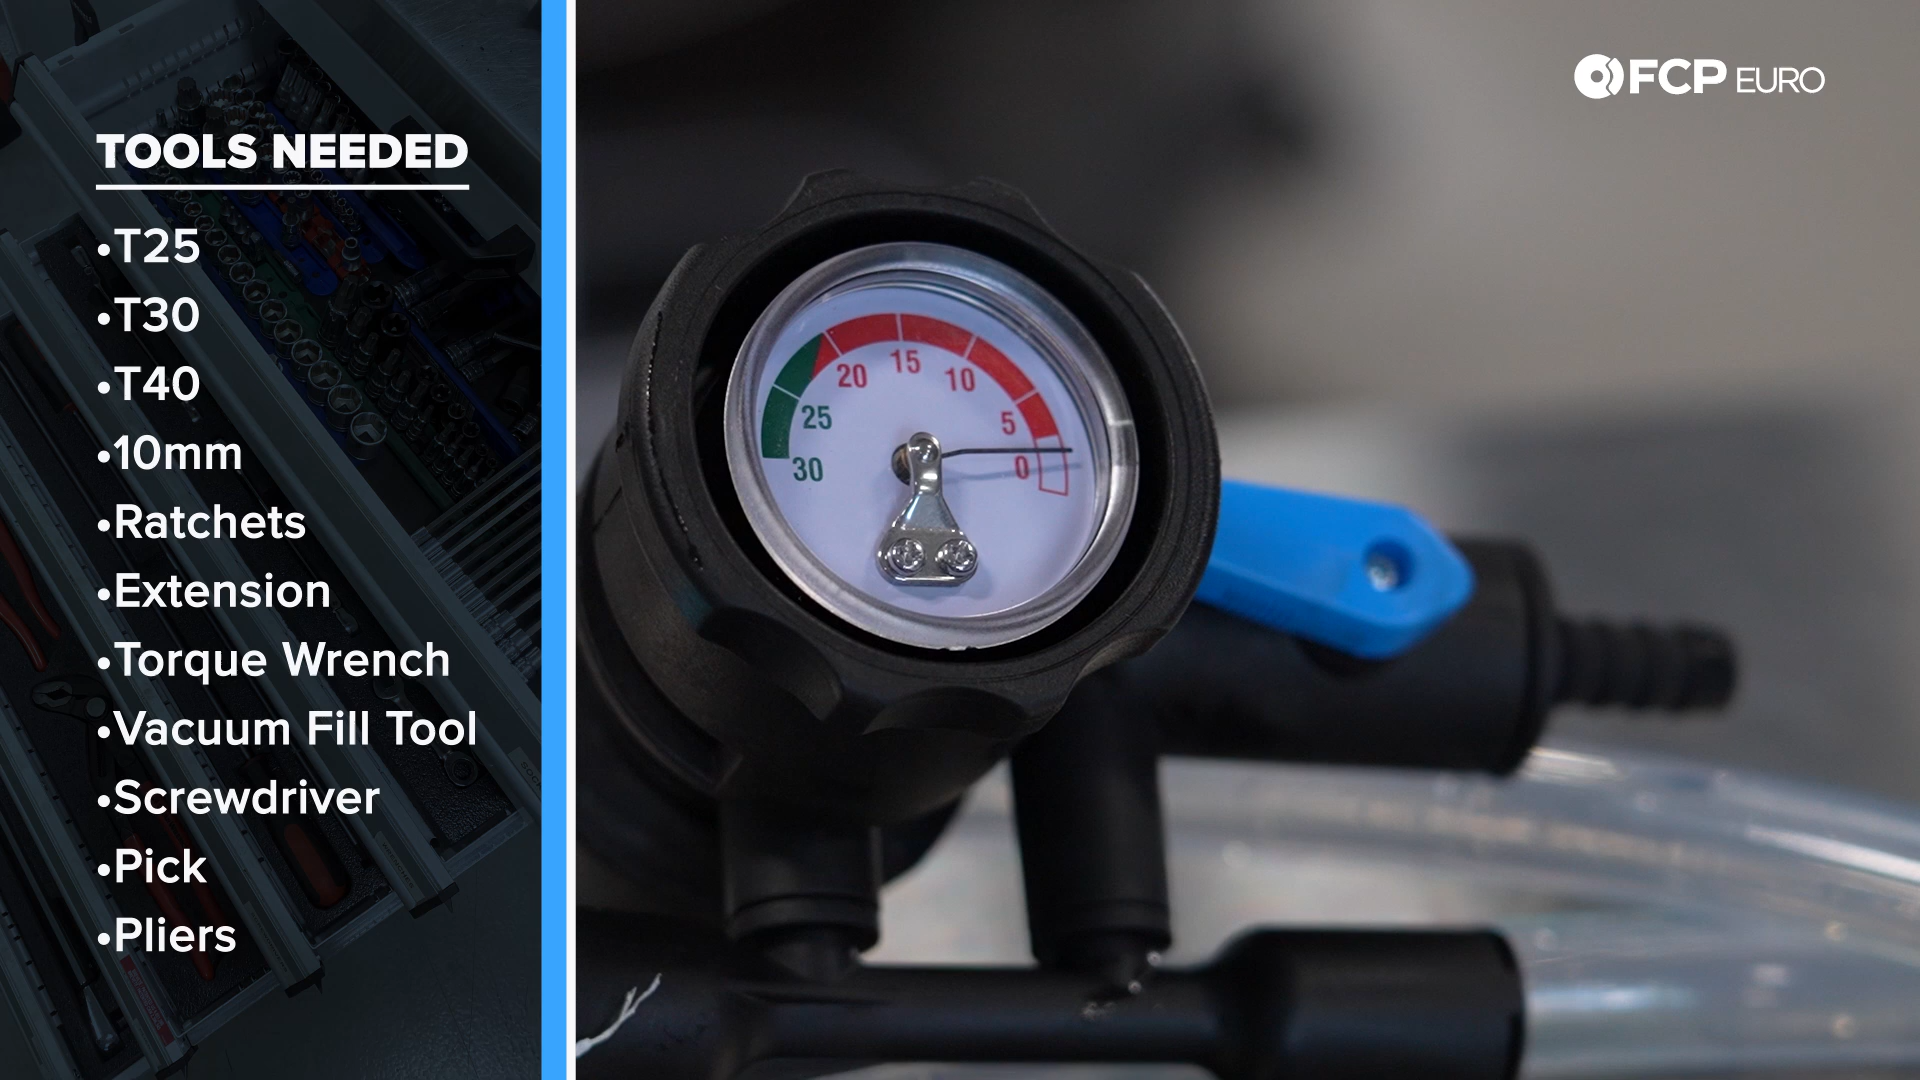 TOOLS NEEDED
•T25
•T30
•T40
•10mm
•Ratchets
•Extension
•Torque Wrench
•Vacuum Fill Tool
•Screwdriver
•Pick
•Pliers
FCP EURO
15
20
10
25
5
30
0